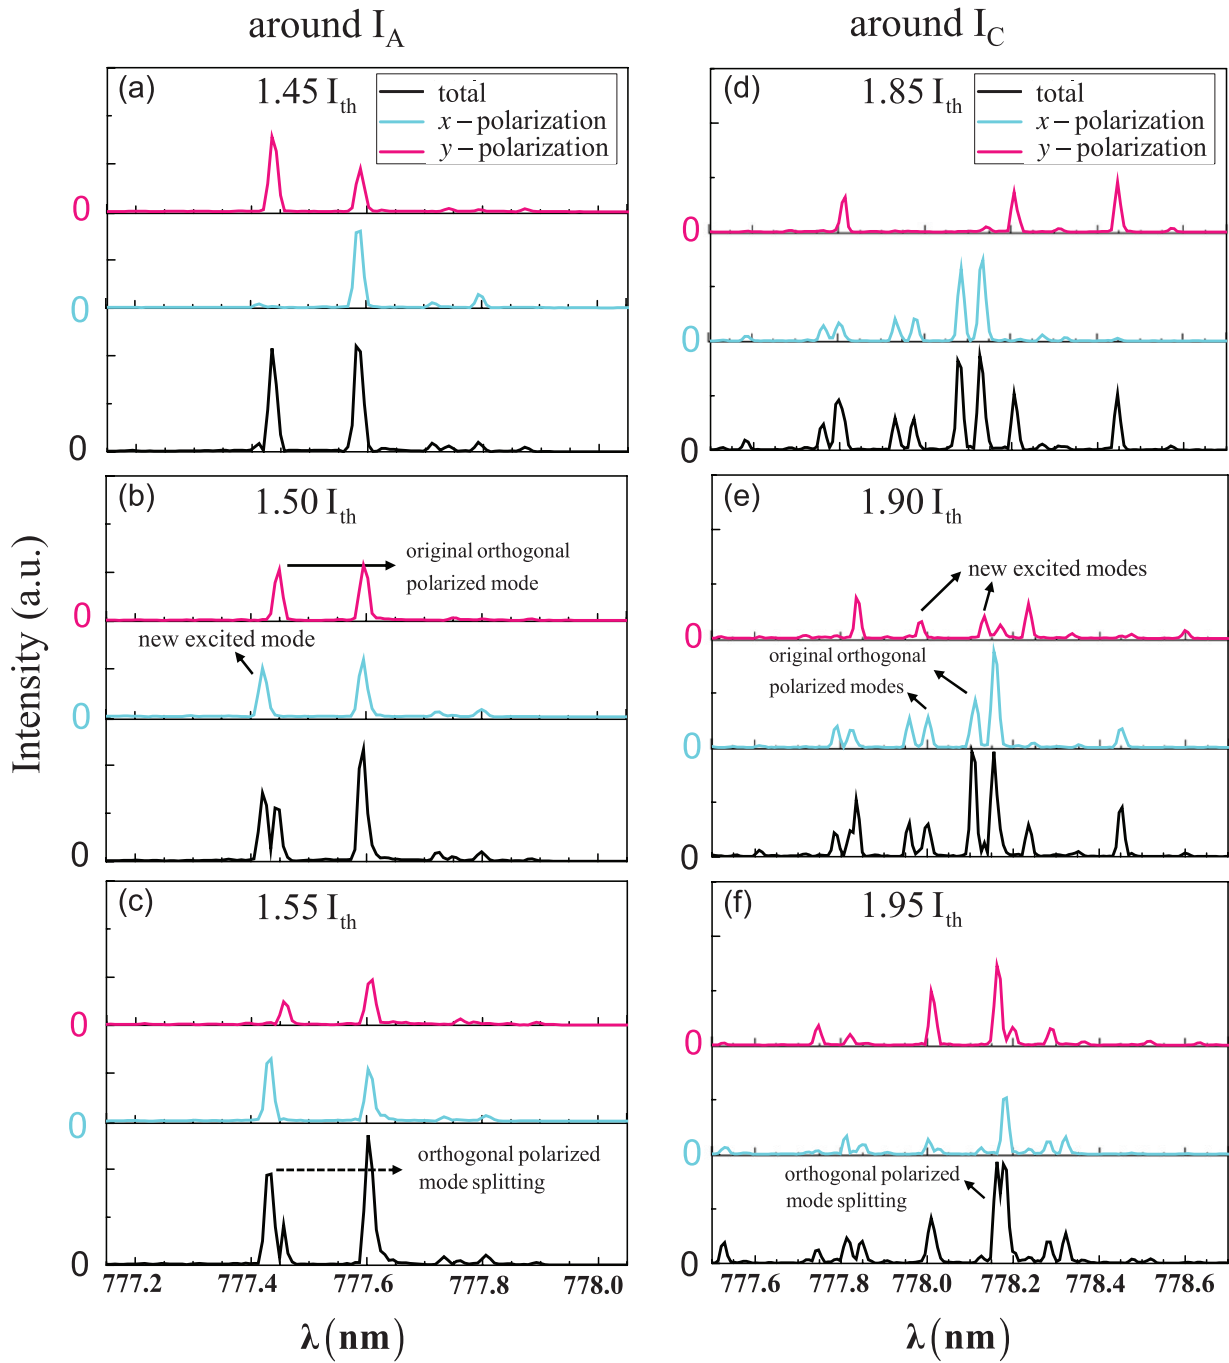 around I_A
around I_C
(a)
1.45 I_th
total
x – polarization
y – polarization
0
0
0
(d)
1.85 I_th
total
x – polarization
y – polarization
0
0
0
(b)
1.50 I_th
original orthogonal
polarized mode
new excited mode
0
0
0
(e)
1.90 I_th
new excited modes
original orthogonal
polarized modes
0
0
0
(c)
1.55 I_th
orthogonal polarized
mode splitting
0
0
0
(f)
1.95 I_th
orthogonal polarized
mode splitting
0
0
0
Intensity (a.u.)
777.2 777.4 777.6 777.8 778.0
777.6 777.8 778.0 778.2 778.4 778.6
λ(nm)
λ(nm)